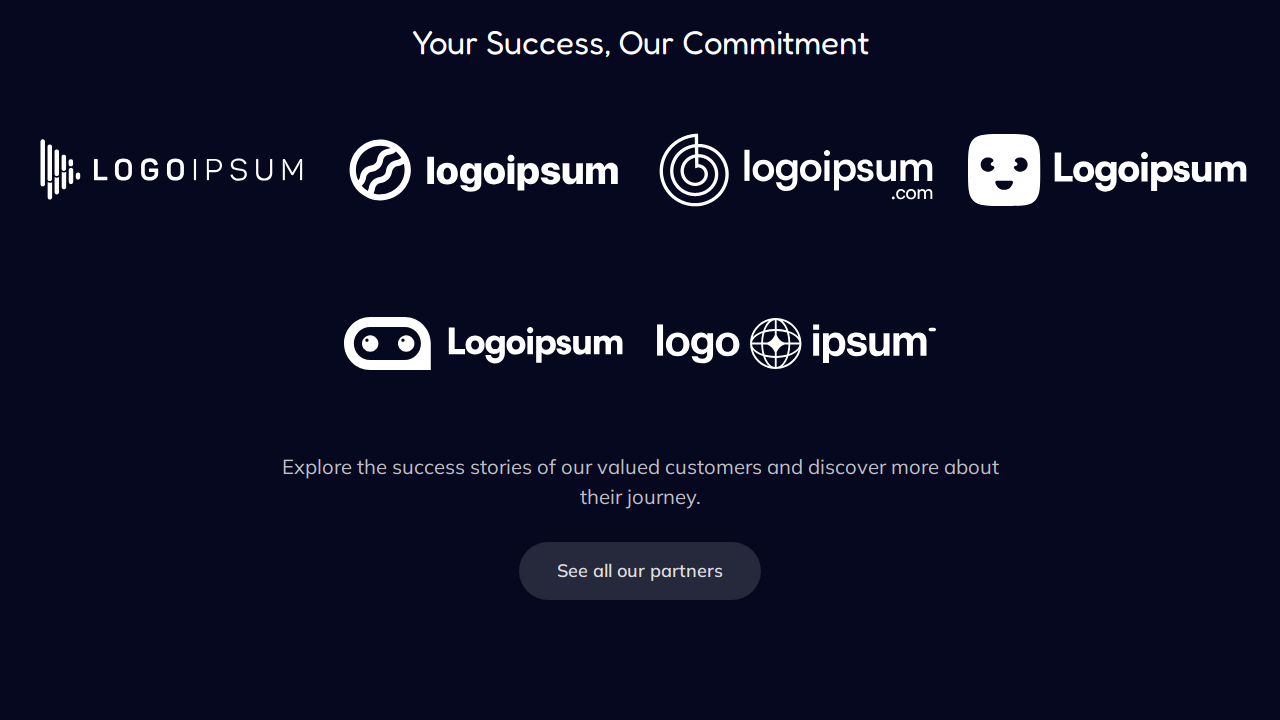 Your Success, Our Commitment
LOGOIPSUM logoipsum logoipsum .com Logoipsum
Logoipsum logo ipsum
Explore the success stories of our valued customers and discover more about
their journey.
See all our partners